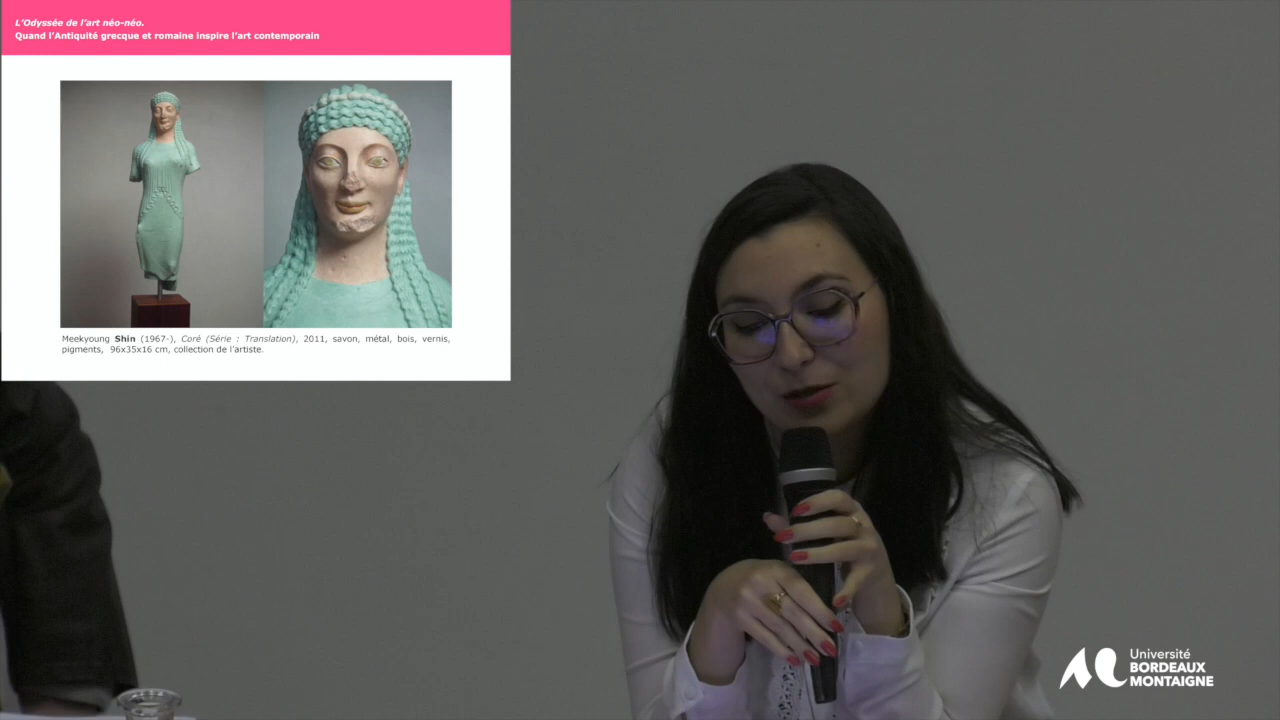 L'Odyssée de l'art néo-néo.
Quand l'Antiquité grecque et romaine inspire l'art contemporain
Meekyoung Shin (1967-), Coré (Série : Translation), 2011, savon, métal, bois, vernis,
pigments, 96x35x16 cm, collection de l'artiste.
Université
BORDEAUX
MONTAIGNE